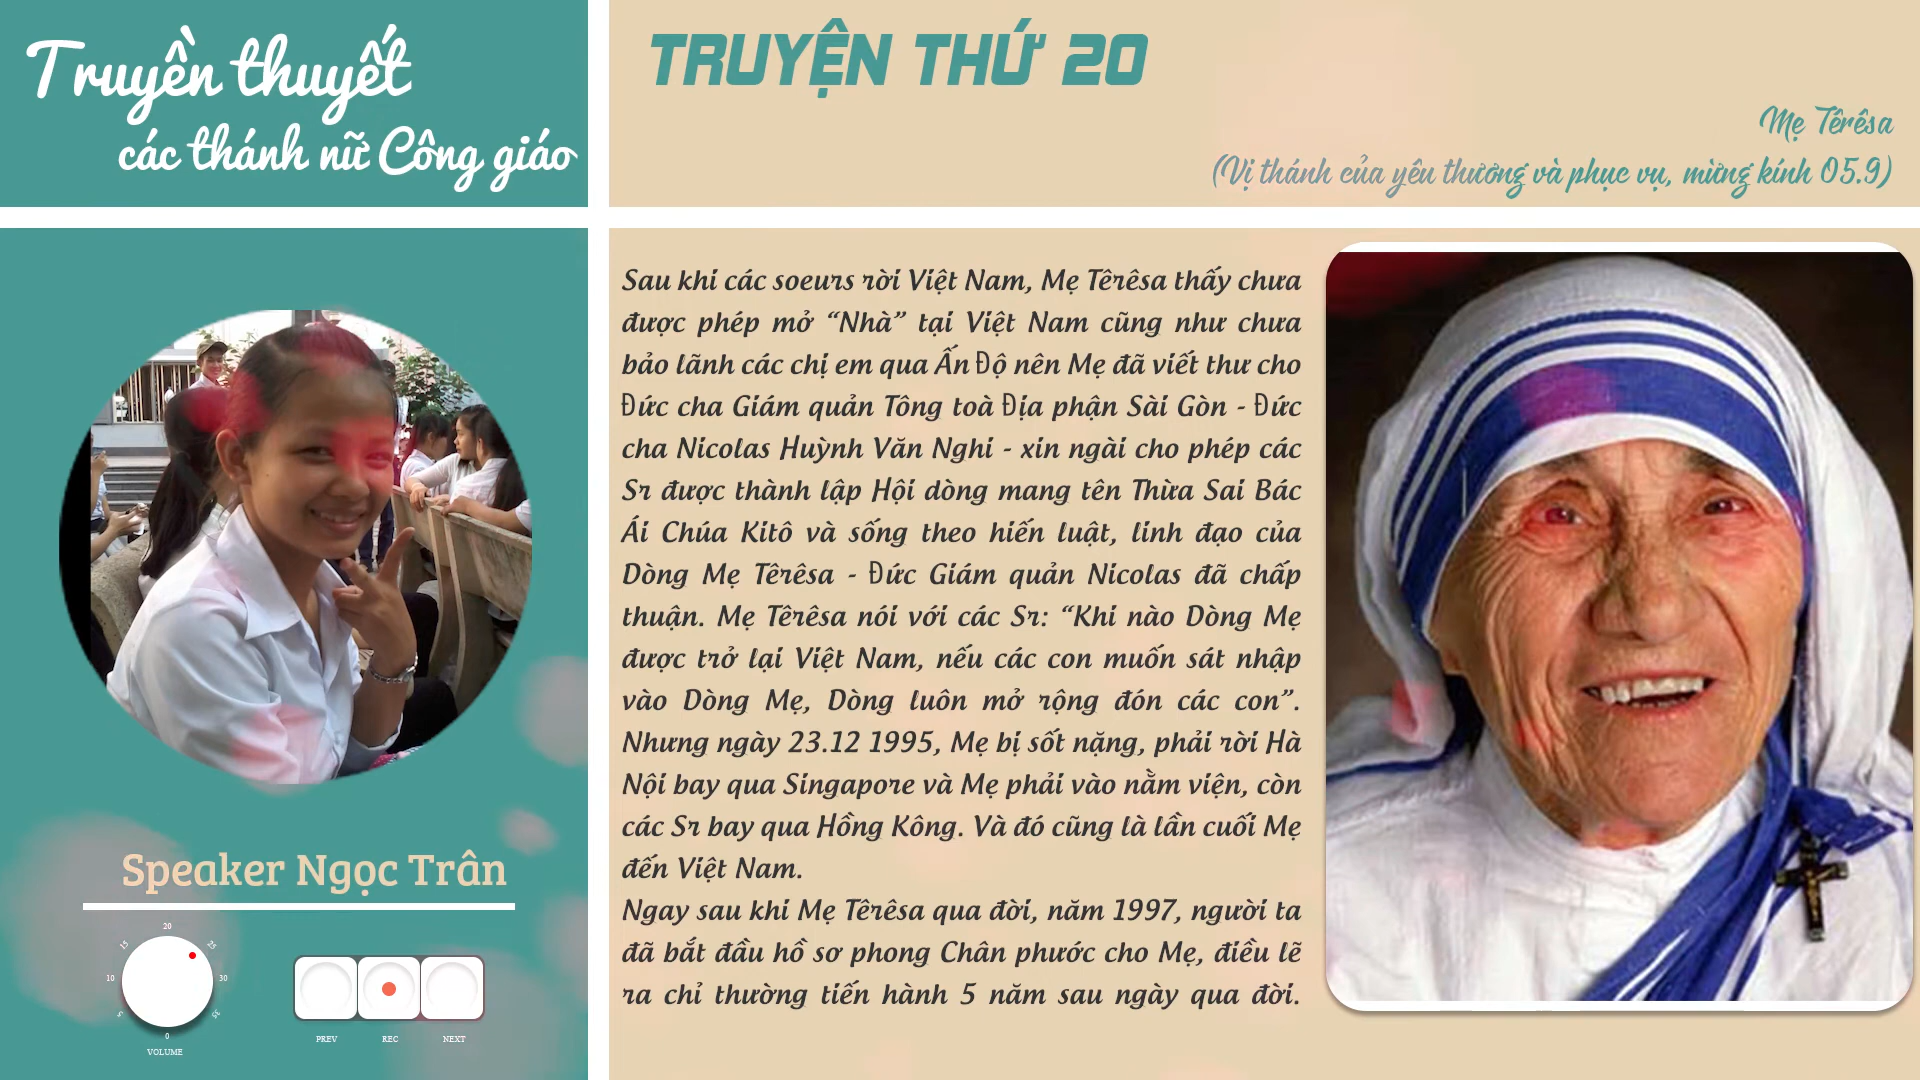 Truyền thuyết
các thánh nữ Công giáo
TRUYỆN THỨ 20
Mẹ Têrêsa
(Vị thánh của yêu thương và phục vụ, mừng kính 05.9)
Sau khi các soeurs rời Việt Nam, Mẹ Têrêsa thấy chưa
được phép mở “Nhà” tại Việt Nam cũng như chưa
bảo lãnh các chị em qua Ấn Độ nên Mẹ đã viết thư cho
Đức cha Giám quản Tông toà Địa phận Sài Gòn - Đức
cha Nicolas Huỳnh Văn Nghi - xin ngài cho phép các
Sr được thành lập Hội dòng mang tên Thừa Sai Bác
Ái Chúa Kitô và sống theo hiến luật, linh đạo của
Dòng Mẹ Têrêsa - Đức Giám quản Nicolas đã chấp
thuận. Mẹ Têrêsa nói với các Sr: “Khi nào Dòng Mẹ
được trở lại Việt Nam, nếu các con muốn sát nhập
vào Dòng Mẹ, Dòng luôn mở rộng đón các con”.
Nhưng ngày 23.12 1995, Mẹ bị sốt nặng, phải rời Hà
Nội bay qua Singapore và Mẹ phải vào nằm viện, còn
các Sr bay qua Hồng Kông. Và đó cũng là lần cuối Mẹ
đến Việt Nam.
Ngay sau khi Mẹ Têrêsa qua đời, năm 1997, người ta
đã bắt đầu hồ sơ phong Chân phước cho Mẹ, điều lẽ
ra chỉ thường tiến hành 5 năm sau ngày qua đời.
Speaker Ngọc Trân
20
15 25
10 30
5 35
0
VOLUME
PREV REC NEXT